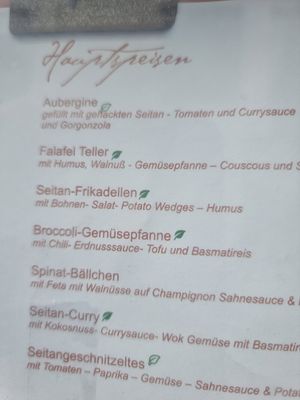 Hauptspeisen
Aubergine
gefüllt mit gehackten Seitan - Tomaten und Currysauce
und Gorgonzola
Falafel Teller
mit Humus, Walnuß - Gemüsepfanne – Couscous und
Seitan-Frikadellen
mit Bohnen- Salat- Potato Wedges – Humus
Broccoli-Gemüsepfanne
mit Chili- Erdnusssauce- Tofu und Basmatireis
Spinat-Bällchen
mit Feta mit Walnüsse auf Champignon Sahnesauce &
Seitan-Curry
mit Kokosnuss- Currysauce- Wok Gemüse mit Basmatirei
Seitangeschnitzeltes
mit Tomaten – Paprika – Gemüse – Sahnesauce & Potat